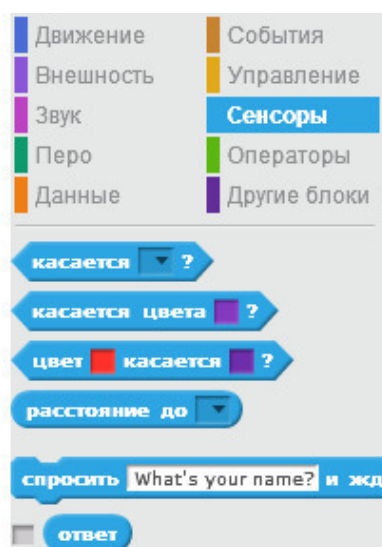 Движение События
Внешность Управление
Звук Сенсоры
Перо Операторы
Данные Другие блоки
касается ?
касается цвета ?
цвет касается ?
расстояние до
спросить What's your name? и жд
ответ